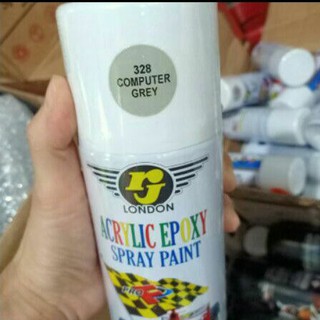 328
COMPUTER
GREY
rj
LONDON
ACRYLIC EPOXY
SPRAY PAINT